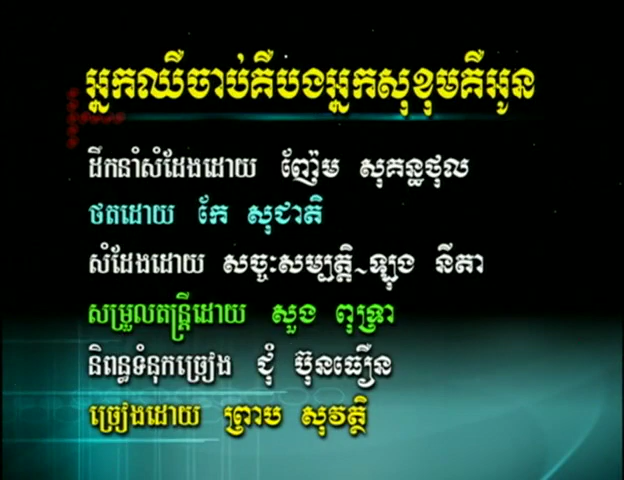 អ្នកឈឺចាប់គឺបងអ្នកសុខុមគឺអូន
ដឹកនាំសំដែងដោយ ញ៉ែម សុគន្ធថុល
ថតដោយ កែ សុជាតិ
សំដែងដោយ សច្ចៈសម្បត្តិ~ឡុង នីតា
សម្រួលតន្ត្រីដោយ សួង ពុទ្រា
និពន្ធទំនុកច្រៀង ជុំ ប៊ុនធឿន
ច្រៀងដោយ ព្រាប សុវត្ថិ